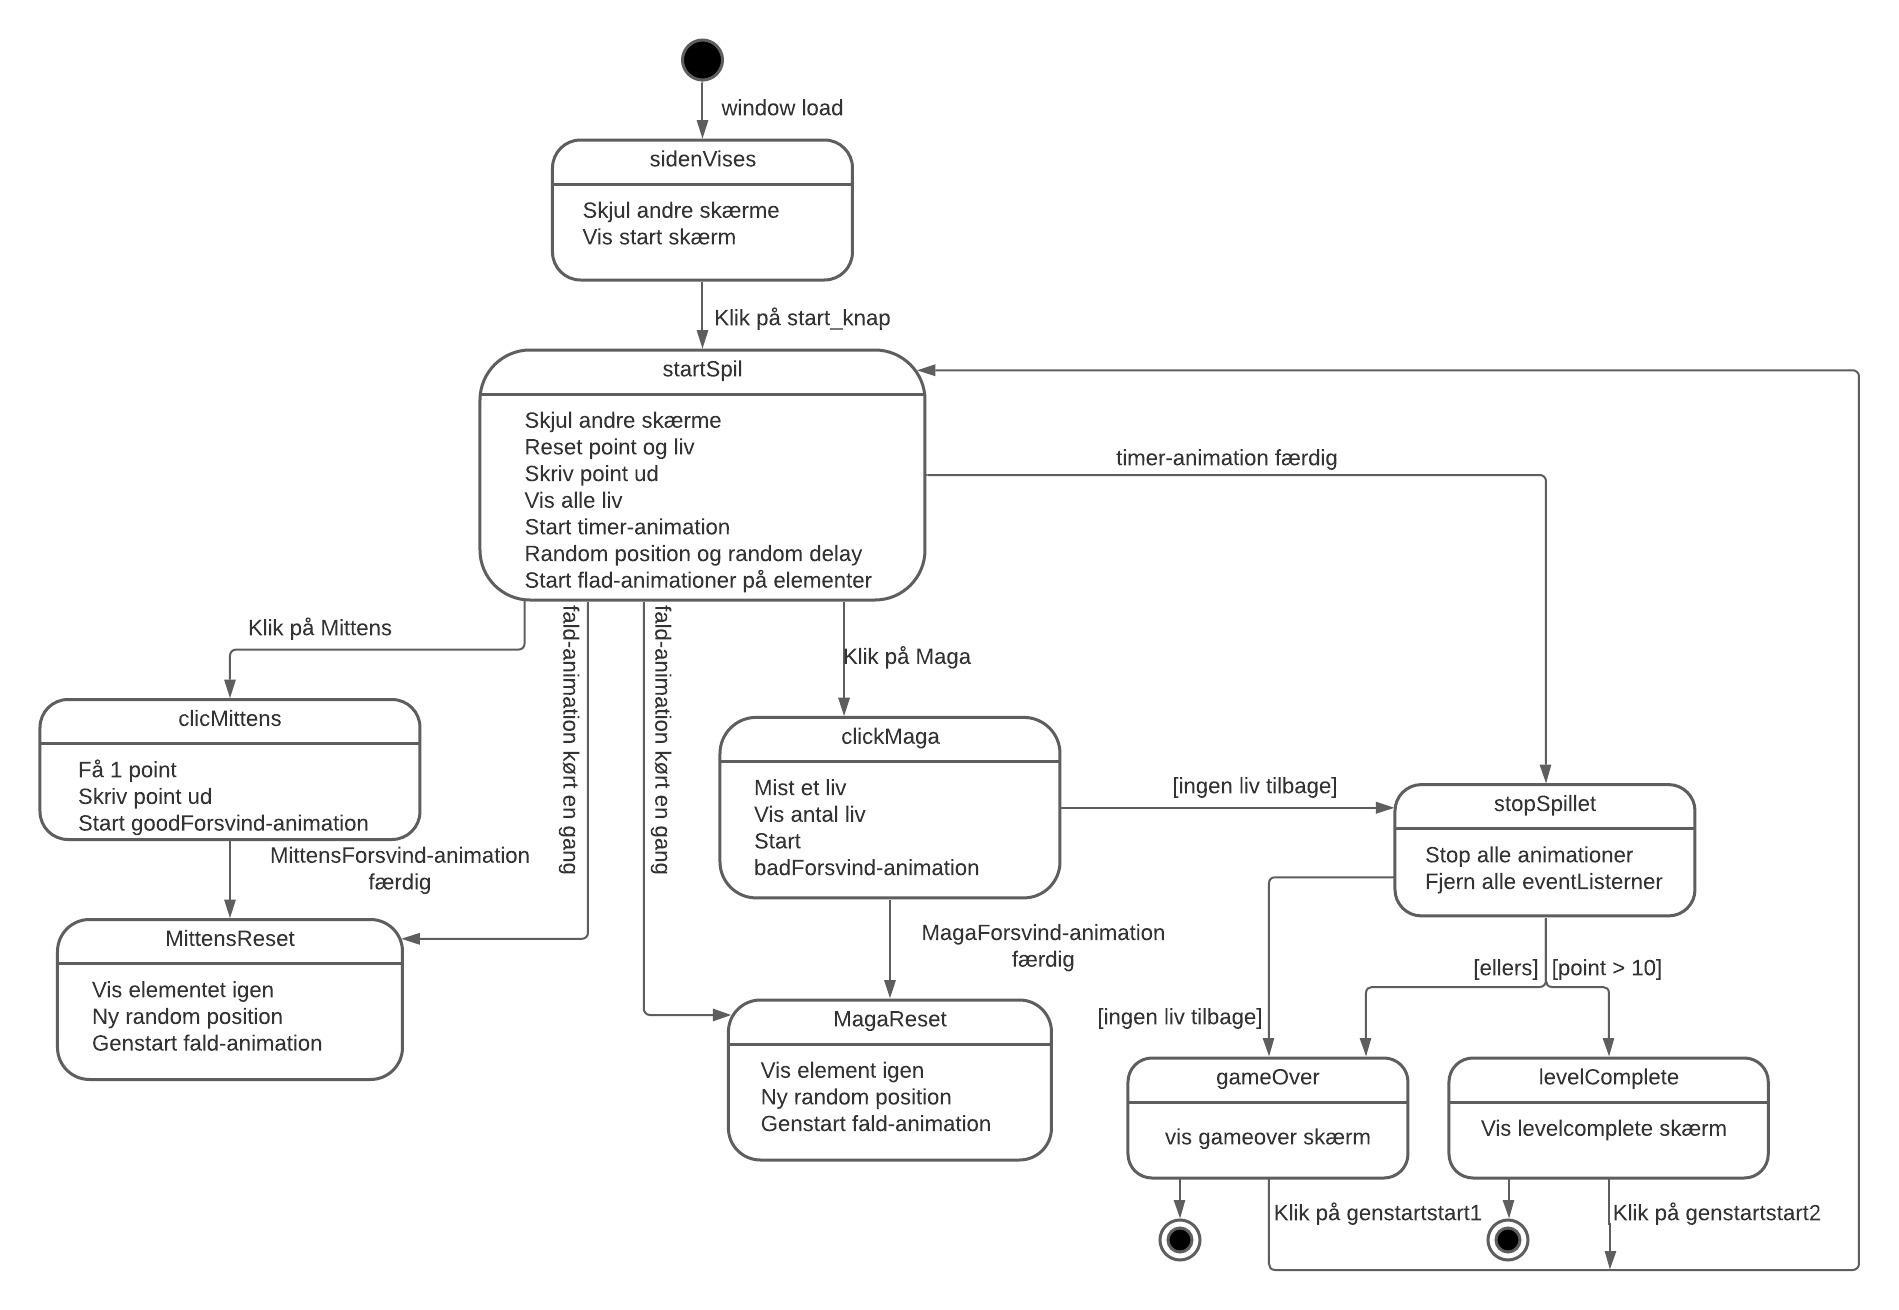 window load
sidenVises
Skjul andre skærme
Vis start skærm
Klik på start_knap
startSpil
Skjul andre skærme
Reset point og liv
Skriv point ud
Vis alle liv
Start timer-animation
Random position og random delay
Start flad-animationer på elementer
timer-animation færdig
Klik på Mittens
fald-animation kørt en gang
fald-animation kørt en gang
Klik på Maga
clicMittens
Få 1 point
Skriv point ud
Start goodForsvind-animation
MittensForsvind-animation
færdig
MittensReset
Vis elementet igen
Ny random position
Genstart fald-animation
clickMaga
Mist et liv
Vis antal liv
Start
badForsvind-animation
MagaForsvind-animation
færdig
MagaReset
Vis element igen
Ny random position
Genstart fald-animation
[ingen liv tilbage]
stopSpillet
Stop alle animationer
Fjern alle eventListerner
[ellers]
[point > 10]
[ingen liv tilbage]
gameOver
vis gameover skærm
levelComplete
Vis levelcomplete skærm
Klik på genstartstart1
Klik på genstartstart2